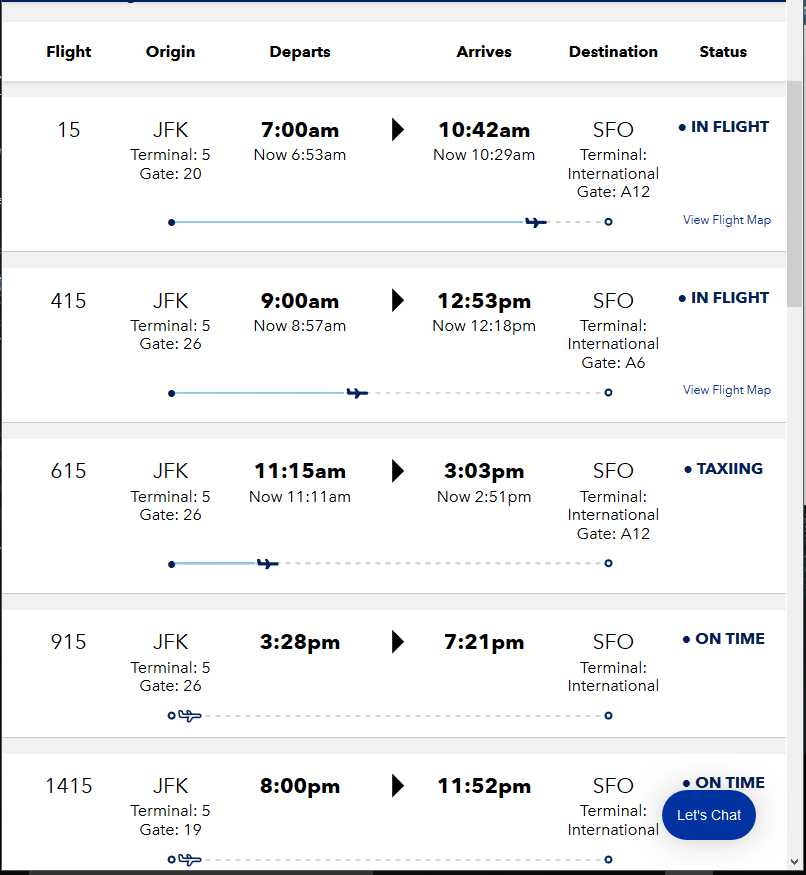 Flight Origin Departs Arrives Destination Status
15 JFK 7:00am 10:42am SFO • IN FLIGHT
Terminal: 5 Now 6:53am Now 10:29am Terminal:
Gate: 20 International
Gate: A12
View Flight Map
415 JFK 9:00am 12:53pm SFO • IN FLIGHT
Terminal: 5 Now 8:57am Now 12:18pm Terminal:
Gate: 26 International
Gate: A6
View Flight Map
615 JFK 11:15am 3:03pm SFO • TAXIING
Terminal: 5 Now 11:11am Now 2:51pm Terminal:
Gate: 26 International
Gate: A12
915 JFK 3:28pm 7:21pm SFO • ON TIME
Terminal: 5 Terminal:
Gate: 26 International
1415 JFK 8:00pm 11:52pm SFO • ON TIME
Terminal: 5 Terminal:
Gate: 19 International
Let's Chat